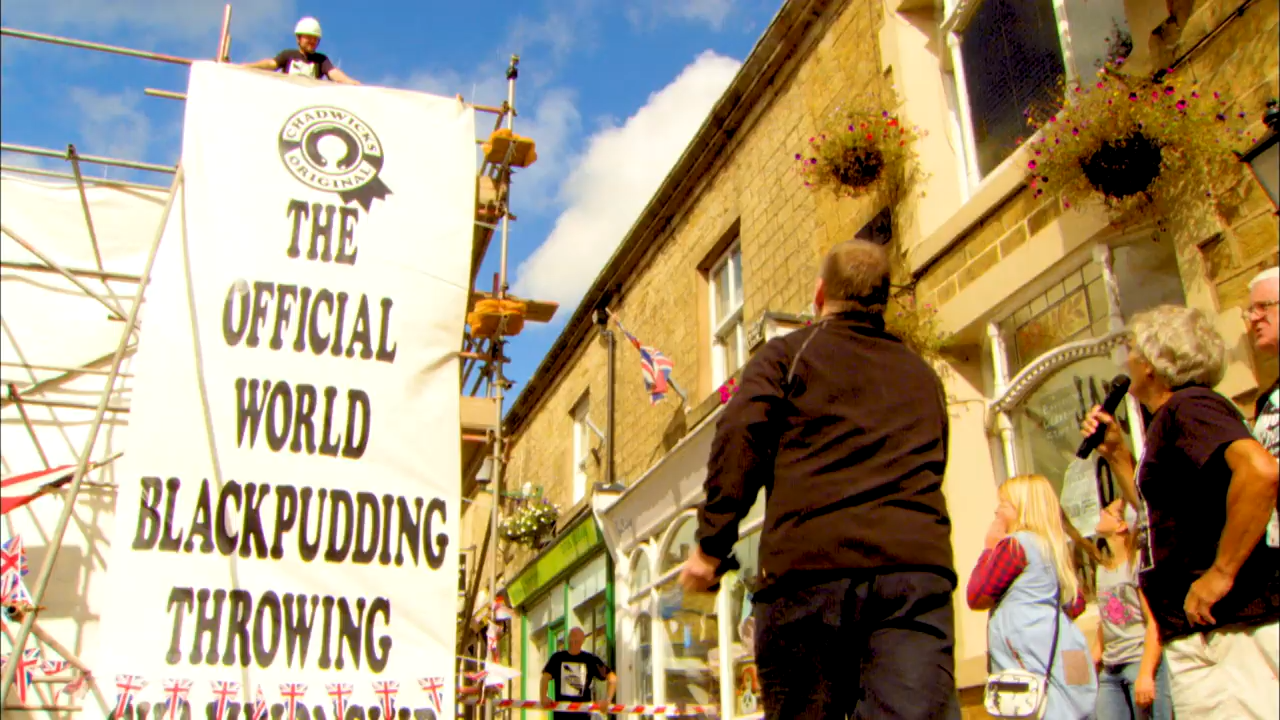 CHADWICKS
ORIGINAL
THE
OFFICIAL
WORLD
BLACKPUDDING
THROWING